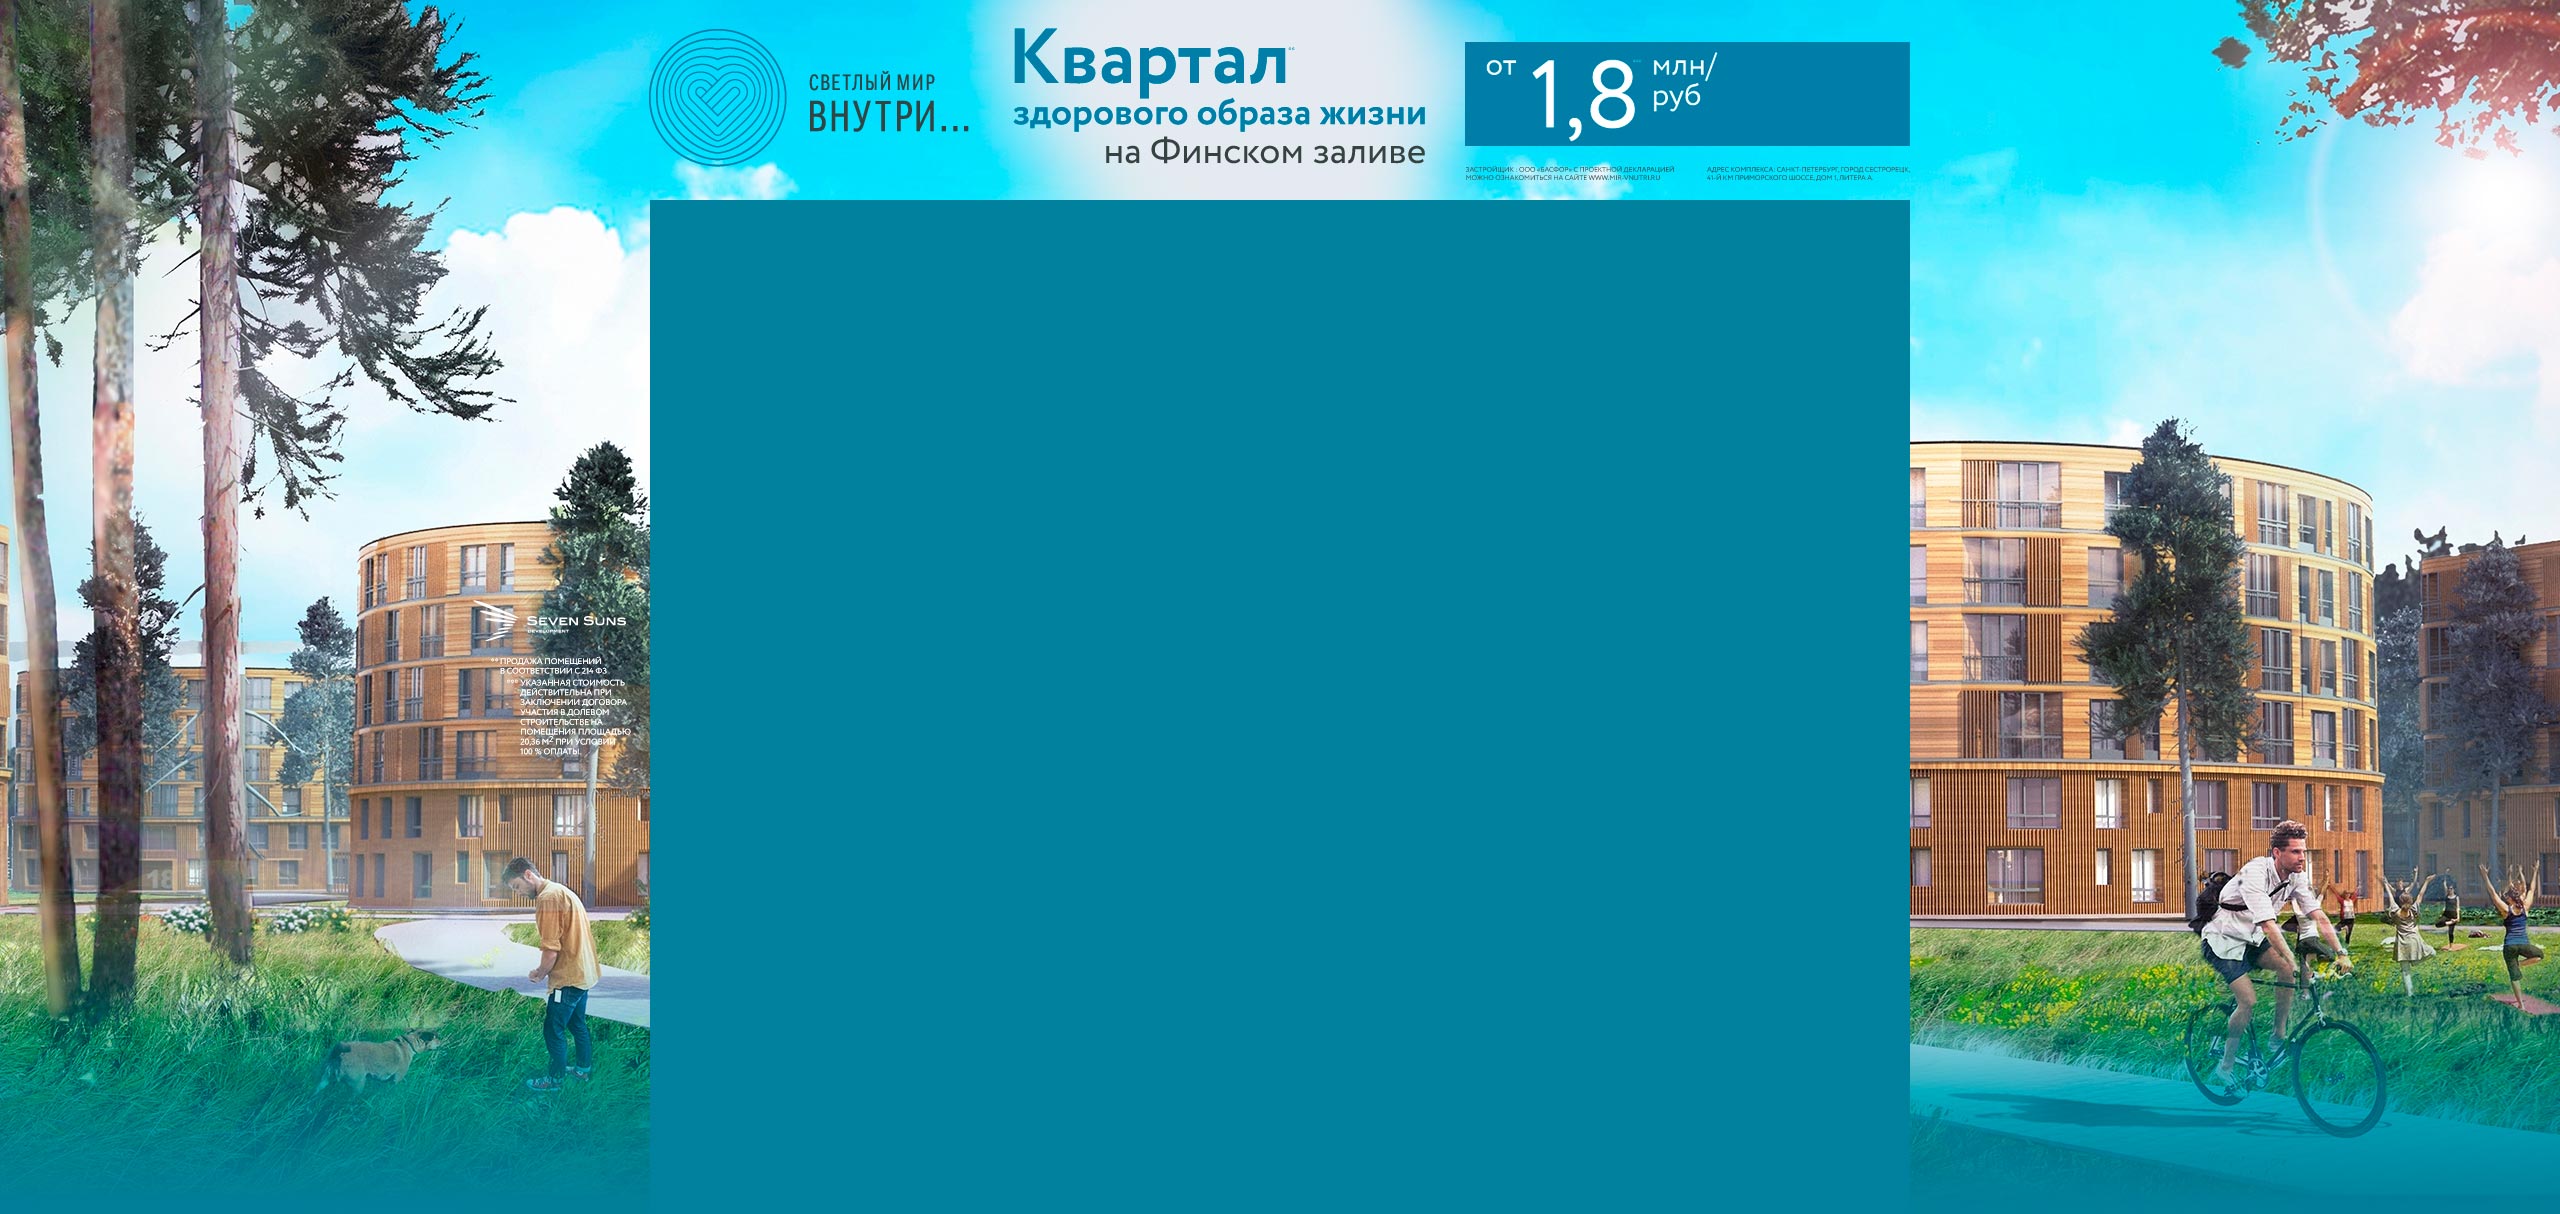 СВЕТЛЫЙ МИР
ВНУТРИ...
Квартал°°
здорового образа жизни
на Финском заливе
от 1,8°°° млн/
руб
ЗАСТРОЙЩИК : ООО «БАСФОР» С ПРОЕКТНОЙ ДЕКЛАРАЦИЕЙ
МОЖНО ОЗНАКОМИТЬСЯ НА САЙТЕ WWW.MIR-VNUTRI.RU
АДРЕС КОМПЛЕКСА: САНКТ-ПЕТЕРБУРГ, ГОРОД СЕСТРОРЕЦК,
41-Й КМ ПРИМОРСКОГО ШОССЕ, ДОМ 1, ЛИТЕРА А.
SEVEN SUNS
DEVELOPMENT
°° ПРОДАЖА ПОМЕЩЕНИЙ
В СООТВЕТСТВИИ С 214 ФЗ
°°° УКАЗАННАЯ СТОИМОСТЬ
ДЕЙСТВИТЕЛЬНА ПРИ
ЗАКЛЮЧЕНИИ ДОГОВОРА
УЧАСТИЯ В ДОЛЕВОМ
СТРОИТЕЛЬСТВЕ НА
ПОМЕЩЕНИЯ ПЛОЩАДЬЮ
20,36 М² ПРИ УСЛОВИИ
100 % ОПЛАТЫ.
18